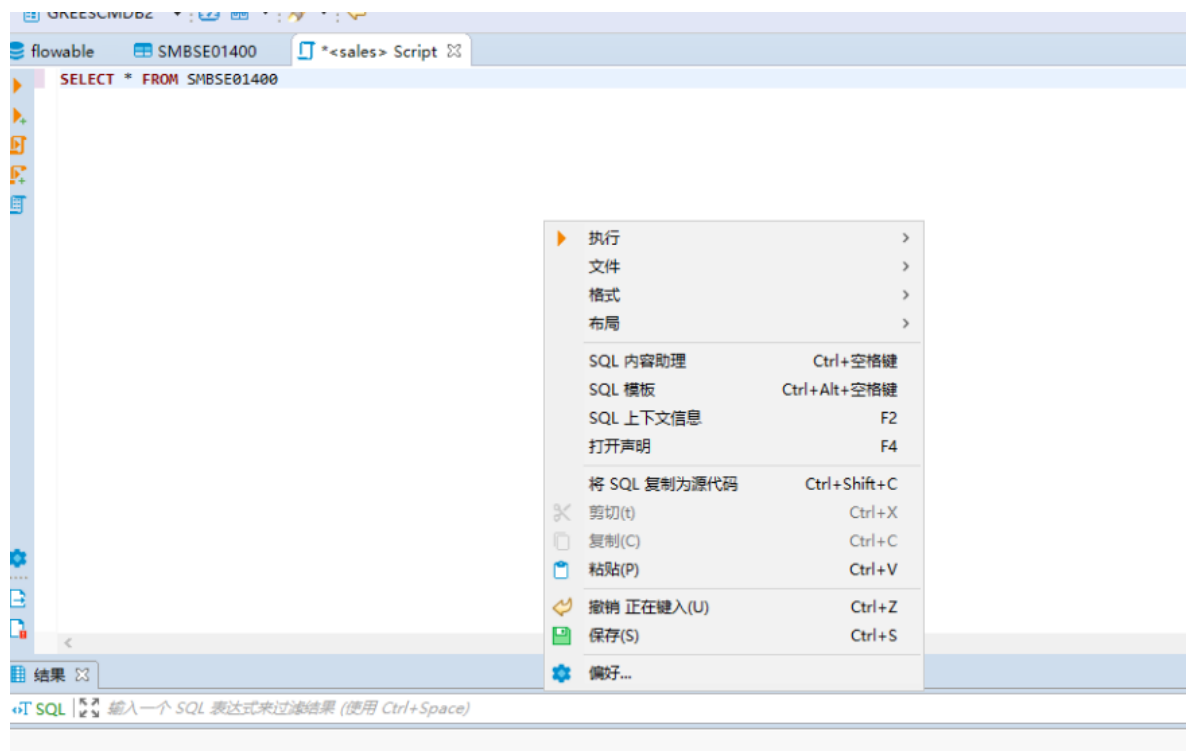 GREESCMDB2
flowable SMBSE01400 *<sales> Script
SELECT * FROM SMBSE01400
执行
文件
格式
布局
SQL 内容助理 Ctrl+空格键
SQL 模板 Ctrl+Alt+空格键
SQL 上下文信息 F2
打开声明 F4
将 SQL 复制为源代码 Ctrl+Shift+C
剪切(t) Ctrl+X
复制(C) Ctrl+C
粘贴(P) Ctrl+V
撤销 正在键入(U) Ctrl+Z
保存(S) Ctrl+S
偏好...
结果
SQL 输入一个 SQL 表达式来过滤结果 (使用 Ctrl+Space)